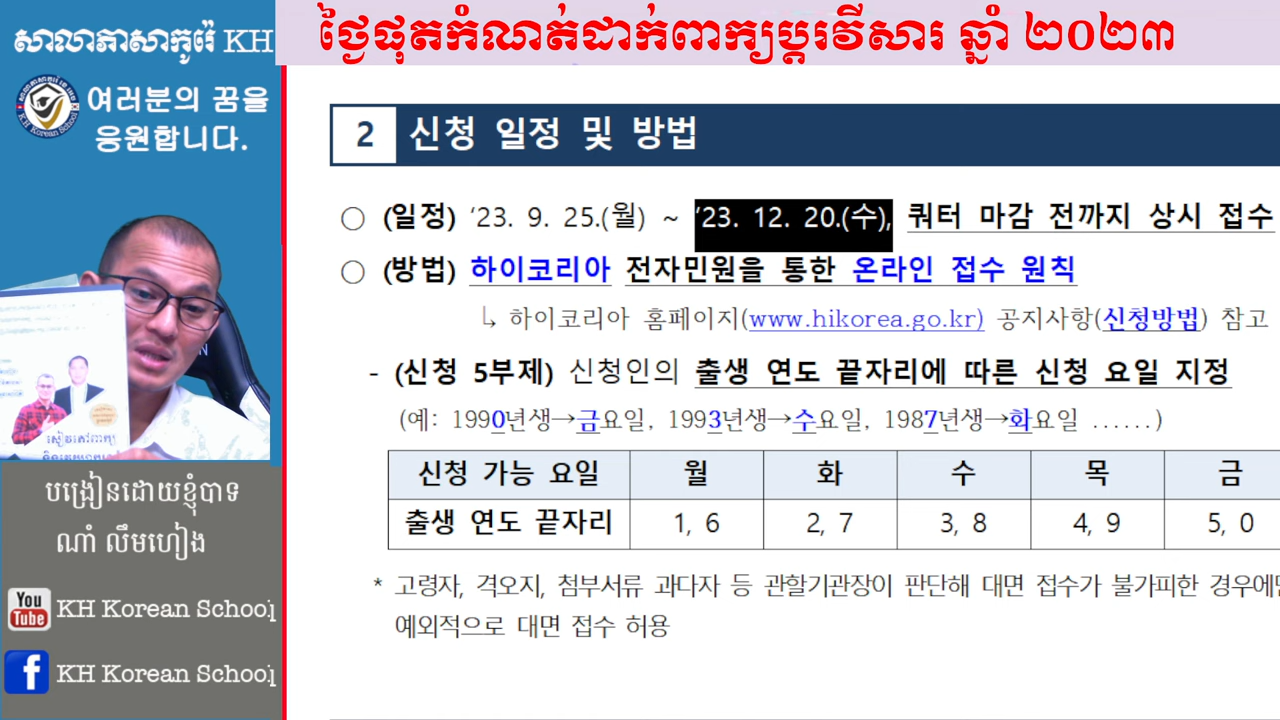 សាលាភាសាកូរ៉េ KH
ថ្ងៃផុតកំណត់ដាក់ពាក្យប្តូរវីសារ ឆ្នាំ ២០២៣
여러분의 꿈을
응원합니다.
2 신청 일정 및 방법
○ (일정) ‘23. 9. 25.(월) ~ ‘23. 12. 20.(수), 쿼터 마감 전까지 상시 접수
○ (방법) 하이코리아 전자민원을 통한 온라인 접수 원칙
↳ 하이코리아 홈페이지(www.hikorea.go.kr) 공지사항(신청방법) 참고
- (신청 5부제) 신청인의 출생 연도 끝자리에 따른 신청 요일 지정
(예: 1990년생→금요일, 1993년생→수요일, 1987년생→화요일 ……)
신청 가능 요일 월 화 수 목 금
출생 연도 끝자리 1, 6 2, 7 3, 8 4, 9 5, 0
* 고령자, 격오지, 첨부서류 과다자 등 관할기관장이 판단해 대면 접수가 불가피한 경우에만
예외적으로 대면 접수 허용
បង្រៀនដោយខ្ញុំបាទ
ណាំ លឹមហៀង
You Tube KH Korean School
f KH Korean School